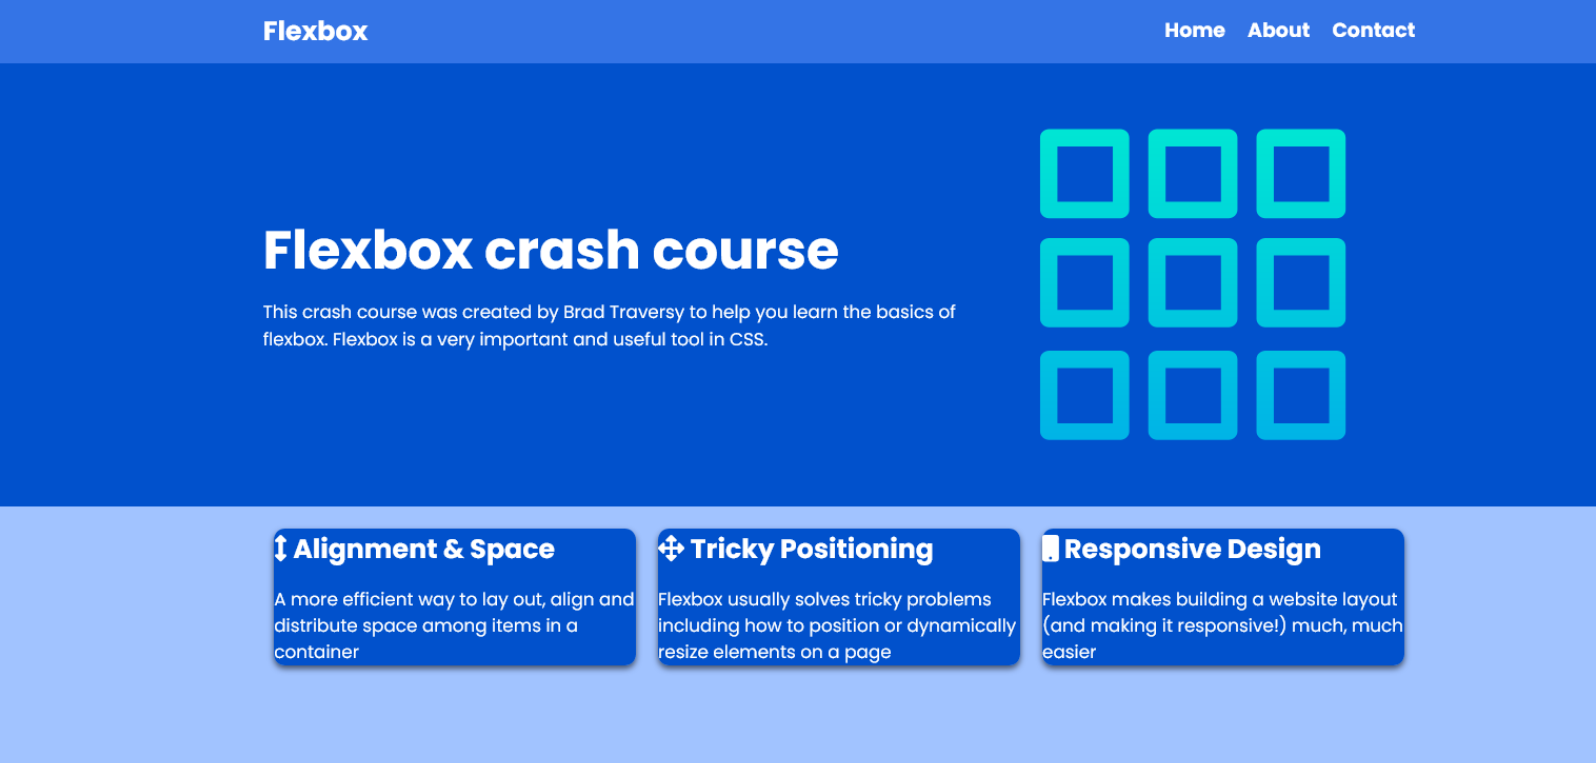 Flexbox
Home About Contact
Flexbox crash course
This crash course was created by Brad Traversy to help you learn the basics of
flexbox. Flexbox is a very important and useful tool in CSS.
Alignment & Space
A more efficient way to lay out, align and
distribute space among items in a
container
Tricky Positioning
Flexbox usually solves tricky problems
including how to position or dynamically
resize elements on a page
Responsive Design
Flexbox makes building a website layout
(and making it responsive!) much, much
easier